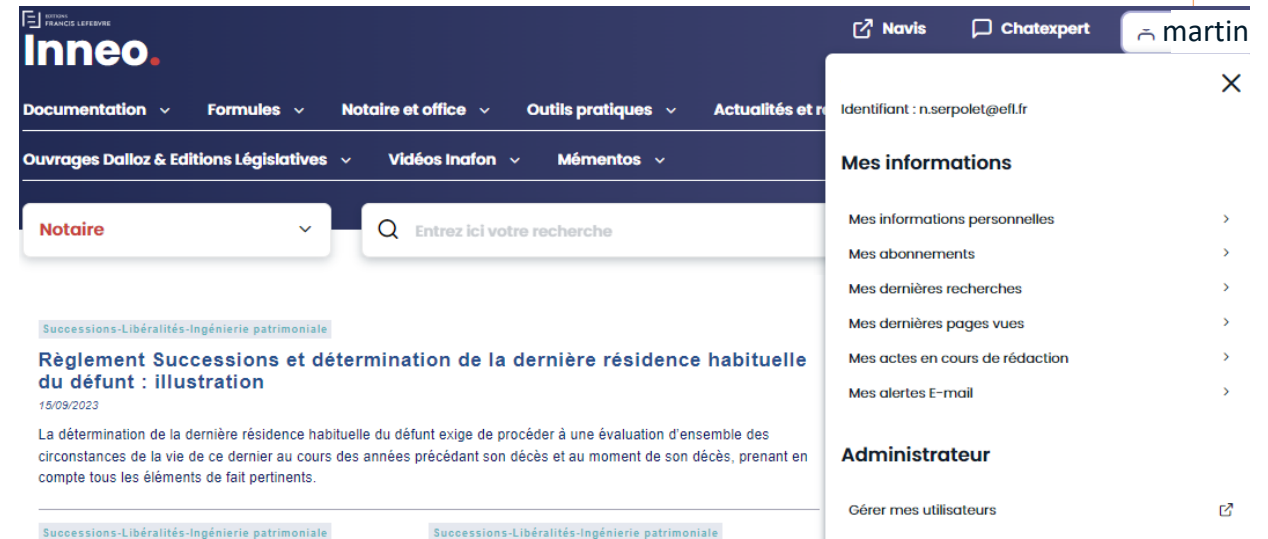 EDITIONS
FRANCIS LEFEBVRE
Inneo.
Navis
Chatexpert
martin
Documentation
Formules
Notaire et office
Outils pratiques
Actualités et
Ouvrages Dalloz & Editions Législatives
Vidéos Inafon
Mémentos
Notaire
Entrez ici votre recherche
Successions-Libéralités-Ingénierie patrimoniale
Règlement Successions et détermination de la dernière résidence habituelle
du défunt : illustration
15/09/2023
La détermination de la dernière résidence habituelle du défunt exige de procéder à une évaluation d'ensemble des
circonstances de la vie de ce dernier au cours des années précédant son décès et au moment de son décès, prenant en
compte tous les éléments de fait pertinents.
Successions-Libéralités-Ingénierie patrimoniale
Successions-Libéralités-Ingénierie patrimoniale
Identifiant : n.serpolet@efl.fr
Mes informations
Mes informations personnelles
Mes abonnements
Mes dernières recherches
Mes dernières pages vues
Mes actes en cours de rédaction
Mes alertes E-mail
Administrateur
Gérer mes utilisateurs